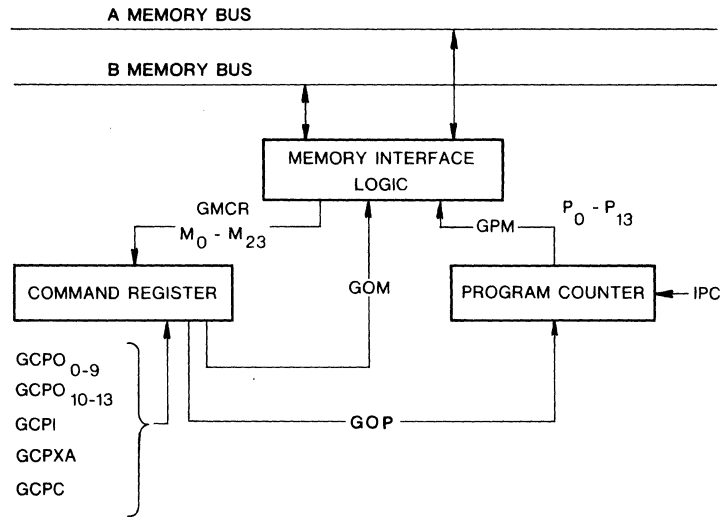 A MEMORY BUS
B MEMORY BUS
MEMORY INTERFACE
LOGIC
GMCR
M0 - M23
P0 - P13
GPM
COMMAND REGISTER
GOM
PROGRAM COUNTER
IPC
GCPO0-9
GCPO10-13
GCPI
GCPXA
GCPC
GOP